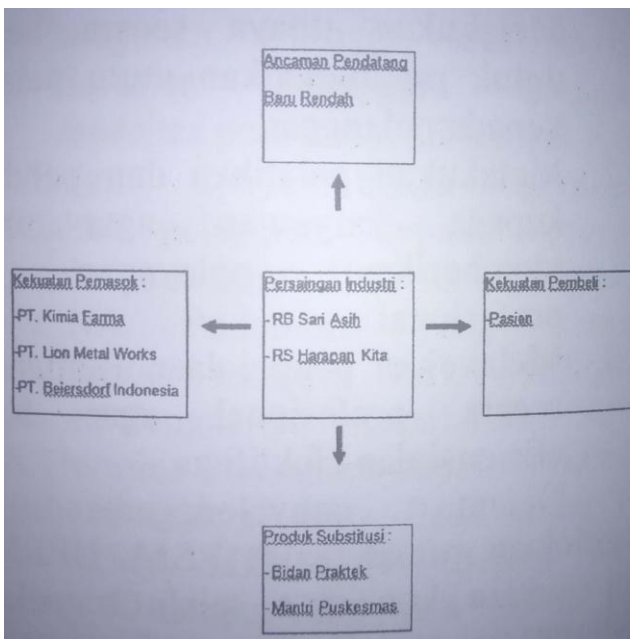 Ancaman Pendatang
Baru Rendah
Kekuatan Pemasok :
-PT. Kimia Farma
-PT. Lion Metal Works
-PT. Beiersdorf Indonesia
Persaingan Industri :
-RB Sari Asih
-RS Harapan Kita
Kekuatan Pembeli :
-Pasian
Produk Substitusi :
-Bidan Praktek
-Mantri Puskesmas